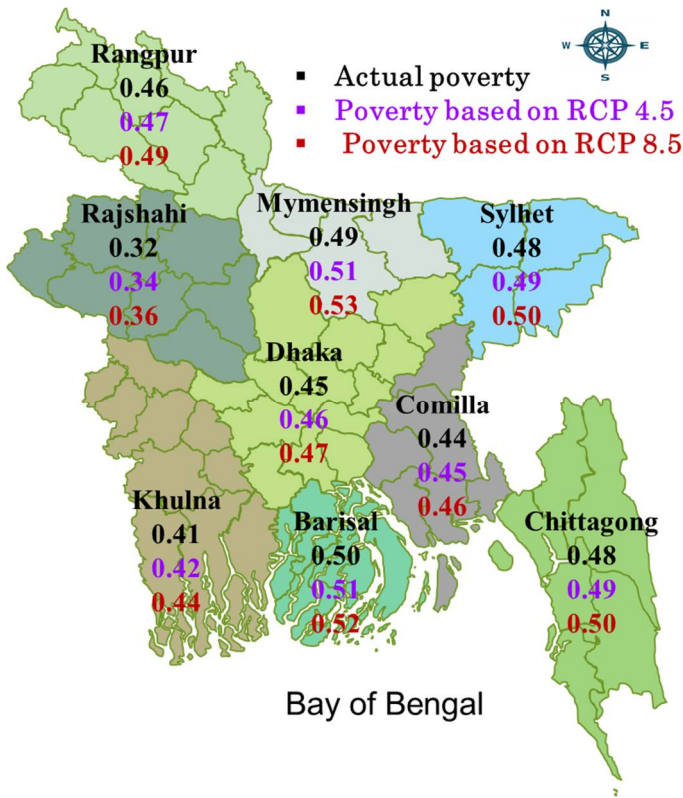 N
W E
S
Actual poverty
Poverty based on RCP 4.5
Poverty based on RCP 8.5
Rangpur
0.46
0.47
0.49
Rajshahi
0.32
0.34
0.36
Mymensingh
0.49
0.51
0.53
Sylhet
0.48
0.49
0.50
Dhaka
0.45
0.46
0.47
Comilla
0.44
0.45
0.46
Khulna
0.41
0.42
0.44
Barisal
0.50
0.51
0.52
Chittagong
0.48
0.49
0.50
Bay of Bengal